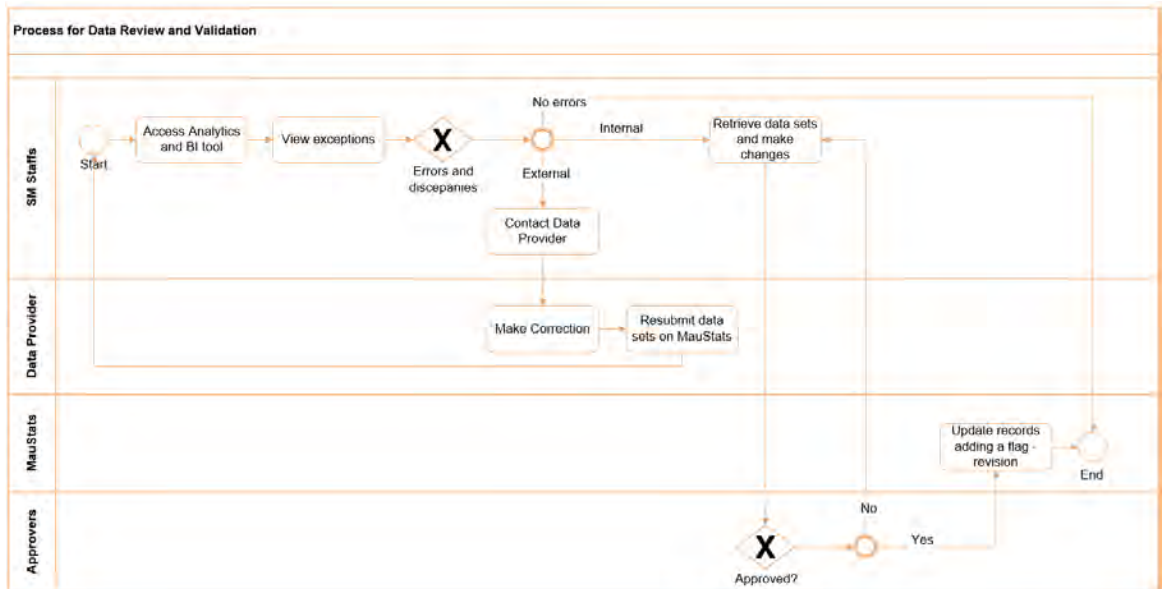 Process for Data Review and Validation
SM Staffs
Start
Access Analytics
and BI tool
View exceptions
X
Errors and
discepanies
No errors
Internal
External
Retrieve data sets
and make
changes
Contact Data
Provider
Data Provider
Make Correction
Resubmit data
sets on MauStats
MauStats
Update records
adding a flag -
revision
End
Approvers
X
Approved?
No
Yes